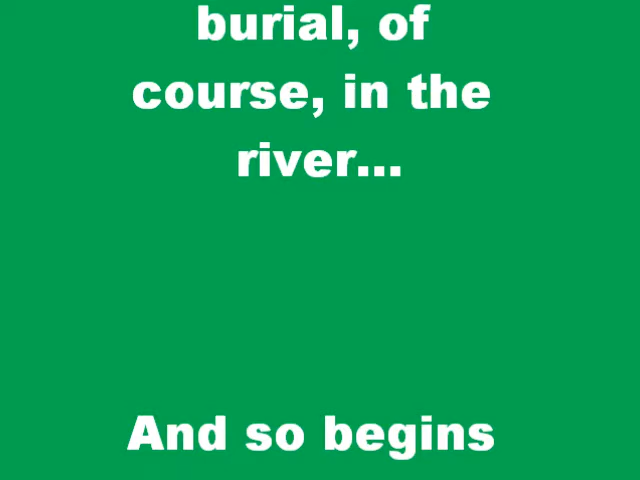 burial, of
course, in the
river...
And so begins